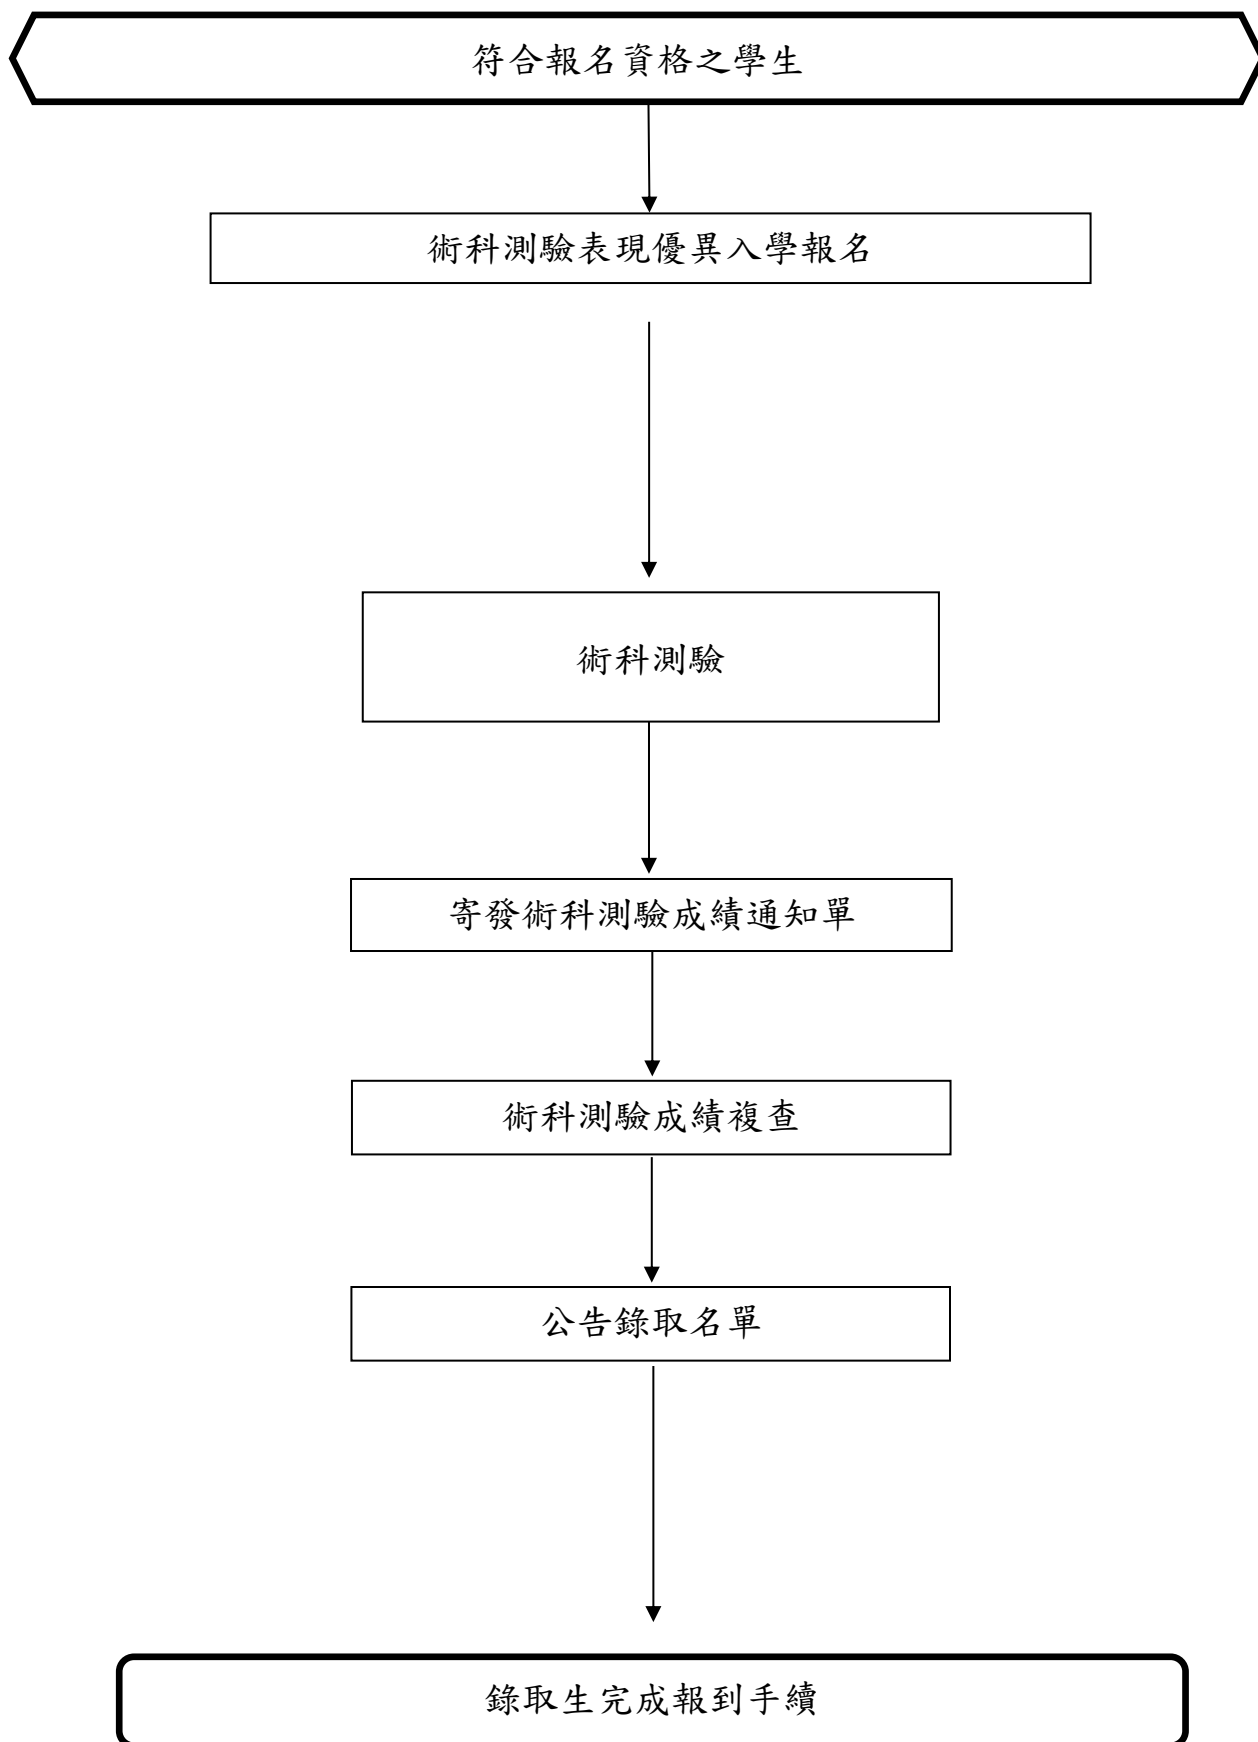 符合報名資格之學生
術科測驗表現優異入學報名
術科測驗
寄發術科測驗成績通知單
術科測驗成績複查
公告錄取名單
錄取生完成報到手續